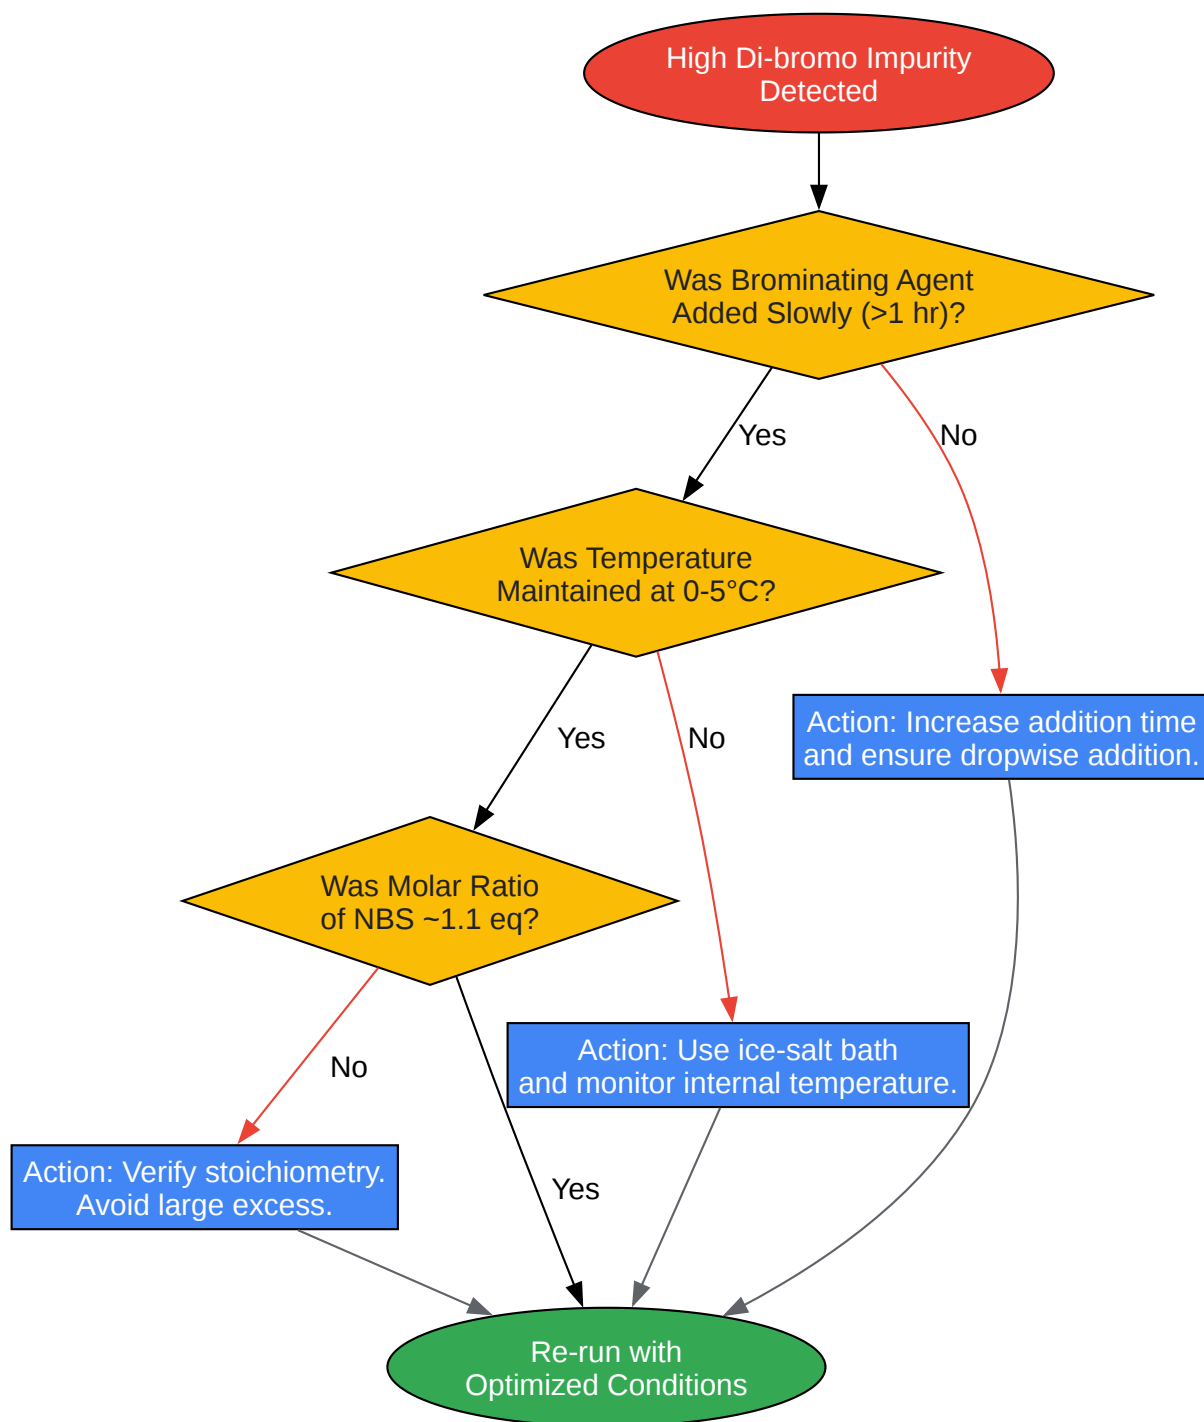 High Di-bromo Impurity
Detected
Was Brominating Agent
Added Slowly (>1 hr)?
Yes
No
Was Temperature
Maintained at 0-5°C?
Yes
No
Action: Increase addition time
and ensure dropwise addition.
Was Molar Ratio
of NBS ~1.1 eq?
No
Yes
Action: Use ice-salt bath
and monitor internal temperature.
Action: Verify stoichiometry.
Avoid large excess.
Re-run with
Optimized Conditions